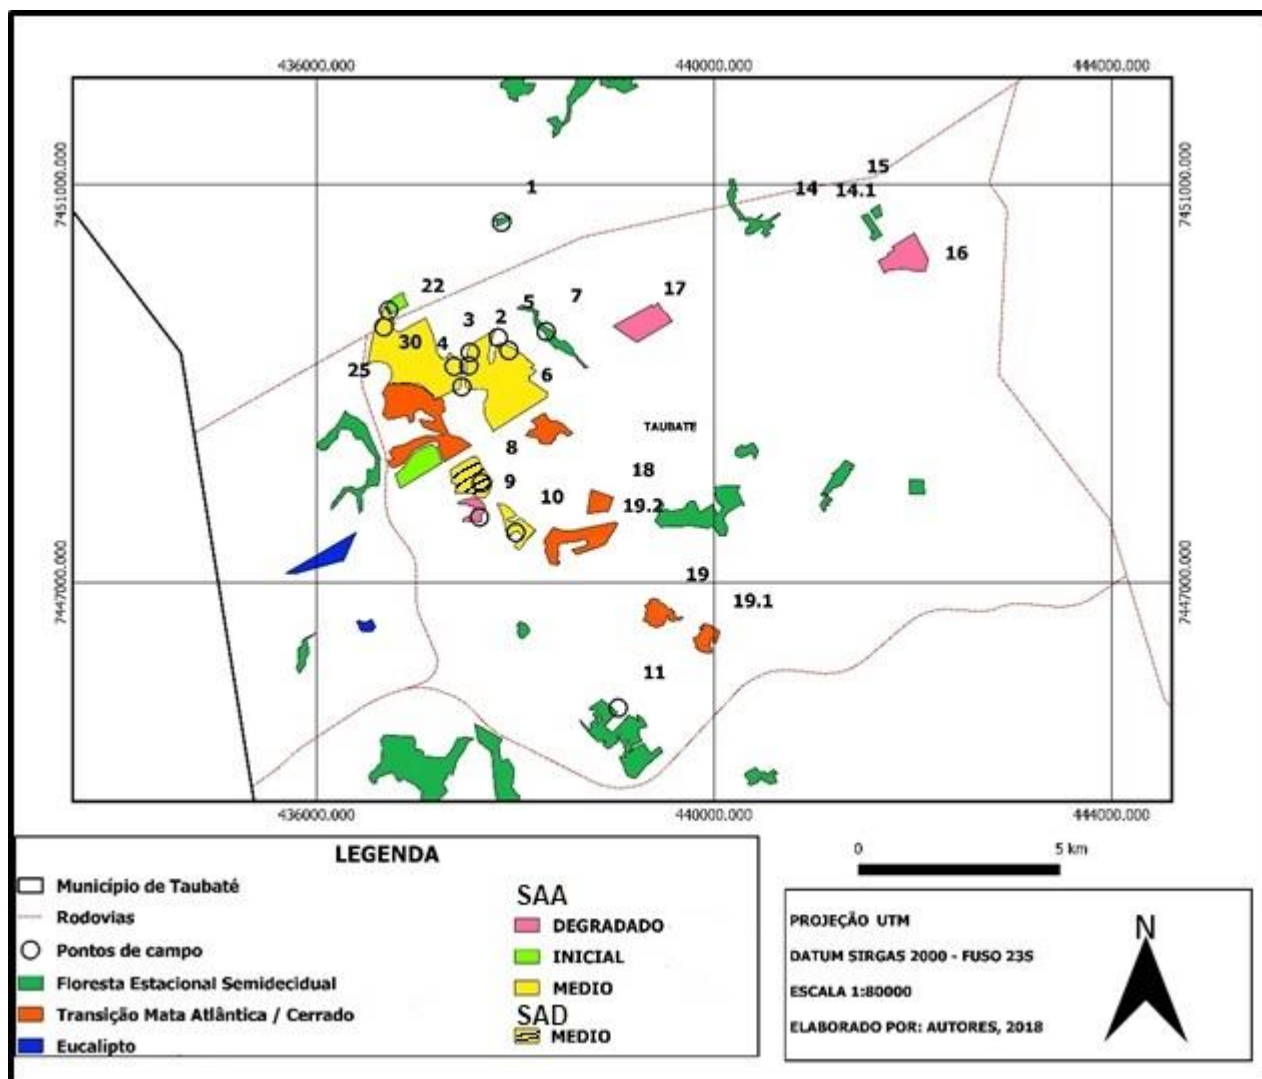 436000.000 440000.000 444000.000
7451000.000
7451000.000
15
1
14 14.1
16
22
17
7
5
2
3
30 4
25
6
TAUBATE
8
18
9
10
19.2
7447000.000
7447000.000
19
19.1
11
436000.000 440000.000 444000.000
LEGENDA
Município de Taubaté
Rodovias
Pontos de campo
Floresta Estacional Semidecidual
Transição Mata Atlântica / Cerrado
Eucalipto
SAA
DEGRADADO
INICIAL
MEDIO
SAD
MEDIO
0 5 km
PROJEÇÃO UTM
DATUM SIRGAS 2000 - FUSO 23S
ESCALA 1:80000
ELABORADO POR: AUTORES, 2018
N